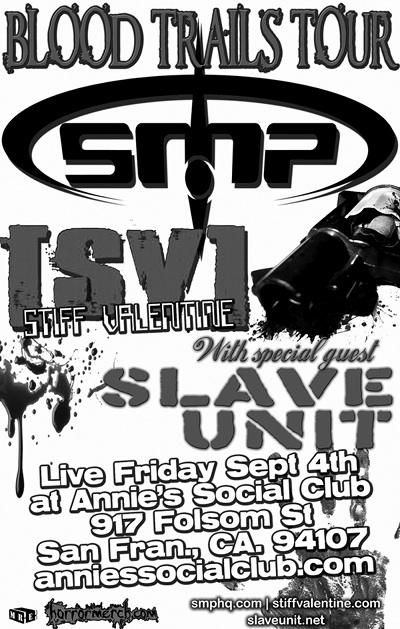 BLOOD TRAILS TOUR
SMP
[SV]
STIFF VALENTINE
With special guest
SLAVE
UNIT
Live Friday Sept 4th
at Annie's Social Club
917 Folsom St
San Fran., CA. 94107
anniessocialclub.com
horrormerch.com
smphq.com | stiffvalentine.com
slaveunit.net